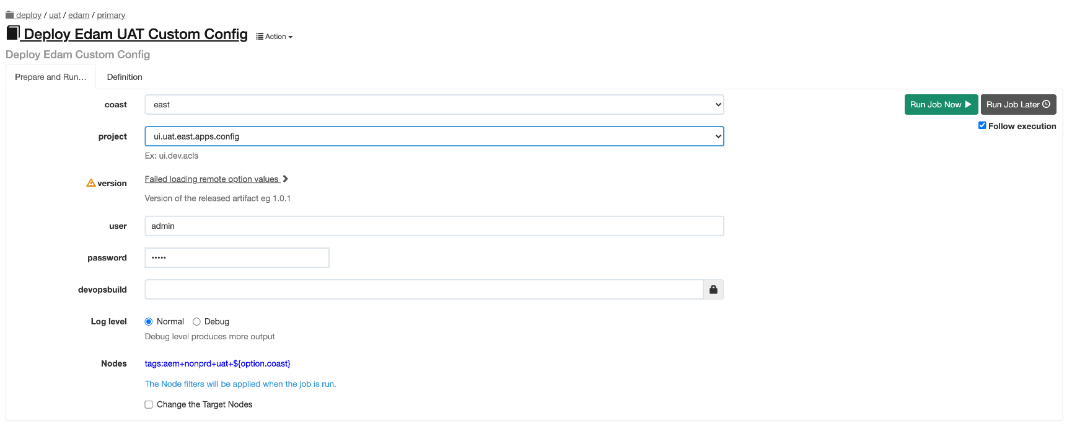 deploy / uat / edam / primary
Deploy Edam UAT Custom Config Action
Deploy Edam Custom Config
Prepare and Run... Definition
coast east
Run Job Now Run Job Later
project ui.uat.east.apps.config
Follow execution
Ex: ui.dev.acls
version Failed loading remote option values
Version of the released artifact eg 1.0.1
user admin
password •••••
devopsbuild
Log level Normal Debug
Debug level produces more output
Nodes tags:aem+nonprd+uat+${option.coast}
The Node filters will be applied when the job is run.
Change the Target Nodes